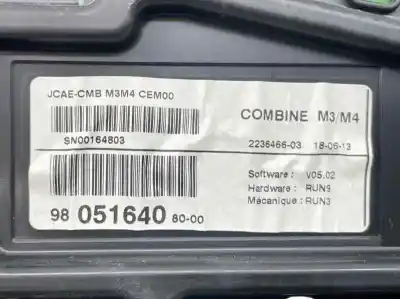 JCAE-CMB M3M4 CEM00
COMBINE M3/M4
SN00164803
2236466-03 18-06-13
Software : V05.02
Hardware : RUN9
Mécanique : RUN3
98 051640 80-00